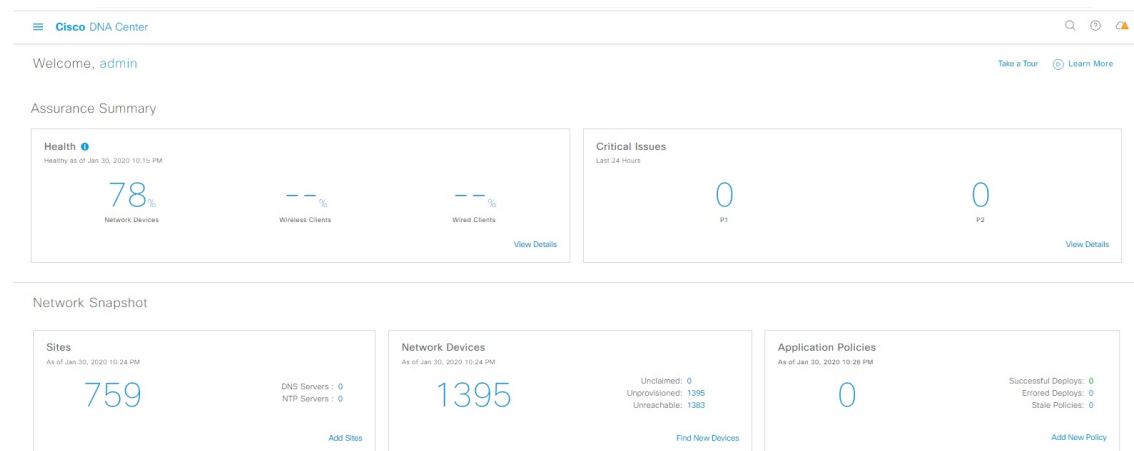 Cisco DNA Center
Welcome, admin
Take a Tour
Learn More
Assurance Summary
Health
Healthy as of Jan 30, 2020 10:15 PM
78%
Network Devices
--%
Wireless Clients
--%
Wired Clients
View Details
Critical Issues
Last 24 Hours
0
P1
0
P2
View Details
Network Snapshot
Sites
As of Jan 30, 2020 10:24 PM
759
DNS Servers : 0
NTP Servers : 0
Add Sites
Network Devices
As of Jan 30, 2020 10:24 PM
1395
Unclaimed: 0
Unprovisioned: 1395
Unreachable: 1383
Find New Devices
Application Policies
As of Jan 30, 2020 10:28 PM
0
Successful Deploys: 0
Errored Deploys: 0
Stale Policies: 0
Add New Policy